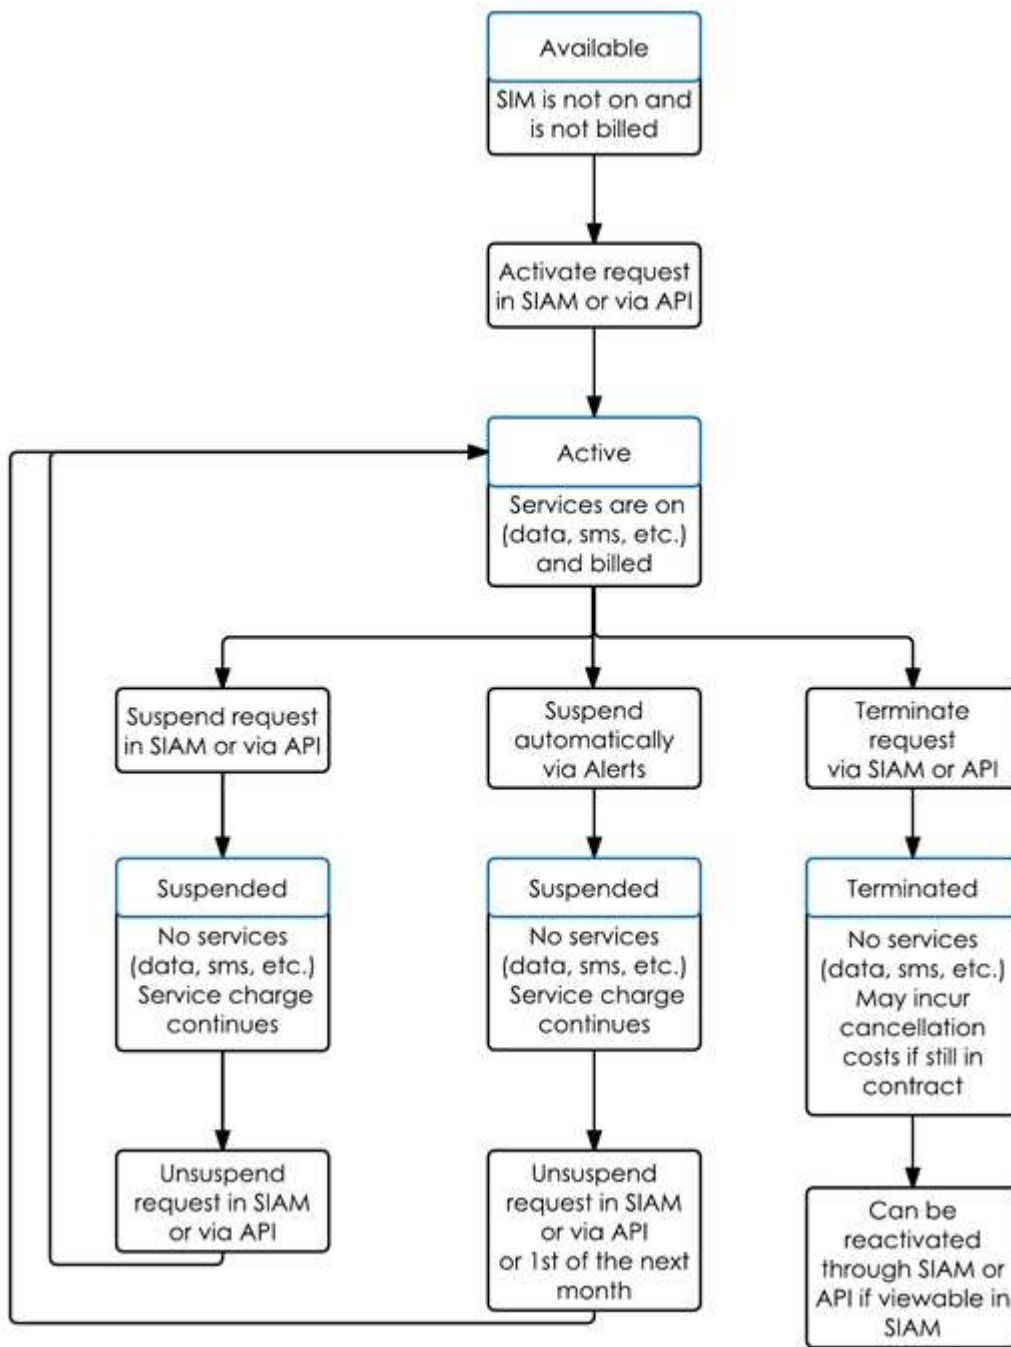 Available
SIM is not on and
is not billed
Activate request
in SIAM or via API
Active
Services are on
(data, sms, etc.)
and billed
Suspend request
in SIAM or via API
Suspend
automatically
via Alerts
Terminate
request
via SIAM or API
Suspended
No services
(data, sms, etc.)
Service charge
continues
Suspended
No services
(data, sms, etc.)
Service charge
continues
Terminated
No services
(data, sms, etc.)
May incur
cancellation
costs if still in
contract
Unsuspend
request in SIAM
or via API
Unsuspend
request in SIAM
or via API
or 1st of the next
month
Can be
reactivated
through SIAM or
API if viewable in
SIAM